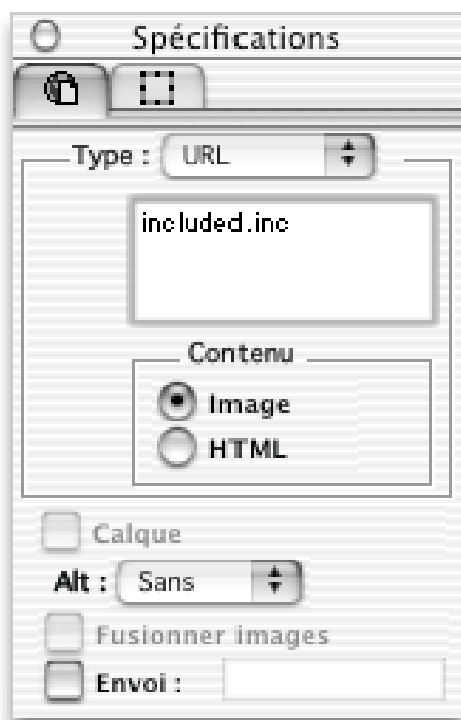 Spécifications
Type : URL
included.inc
Contenu
Image
HTML
Calque
Alt : Sans
Fusionner images
Envoi :